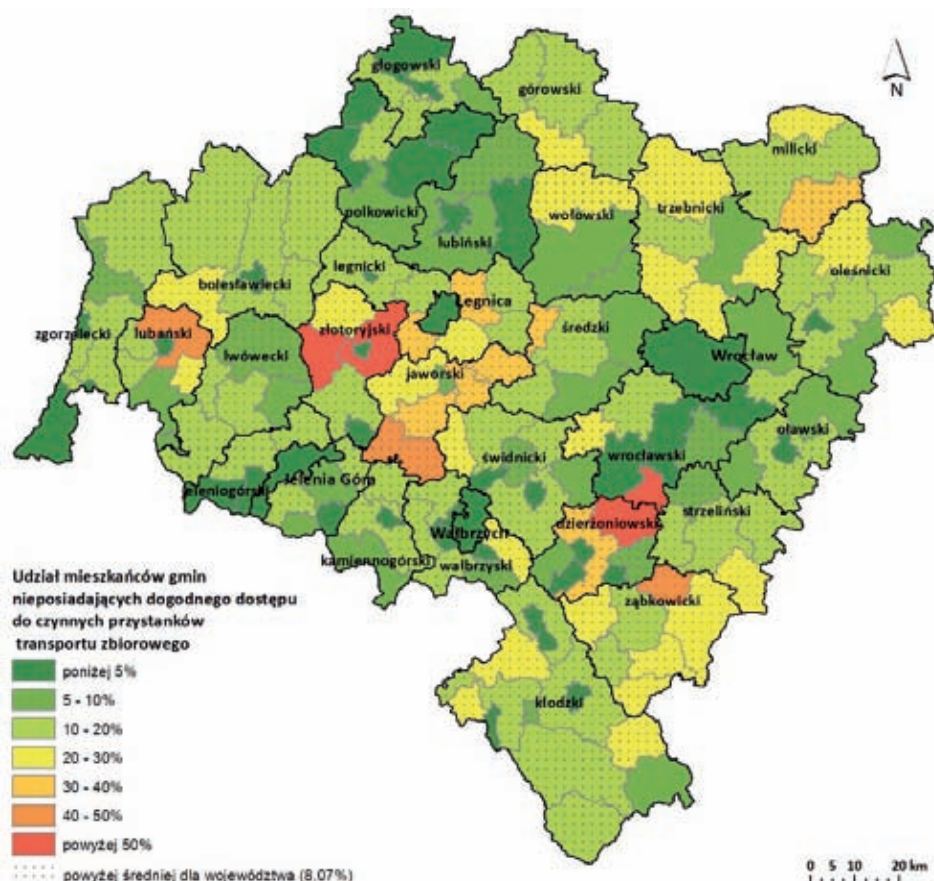 głogowski
górowski
N
milicki
polkowicki
wołowski
trzebnicki
lubiński
legnicki
oleśnicki
bolesławiecki
Legnica
zgorzelecki
lubański
złotoryjski
średzki
Wrocław
lwówecki
jaworski
oławski
świdnicki
wrocławski
jeleniogórski
Jelenia Góra
strzeliński
dzierżoniowski
Wałbrzych
kamiennogórski
wałbrzyski
ząbkowicki
kłodzki
Udział mieszkańców gmin
nieposiadających dogodnego dostępu
do czynnych przystanków
transportu zbiorowego
poniżej 5%
5 - 10%
10 - 20%
20 - 30%
30 - 40%
40 - 50%
powyżej 50%
powyżej średniej dla województwa (8.07%)
0 5 10 20 km